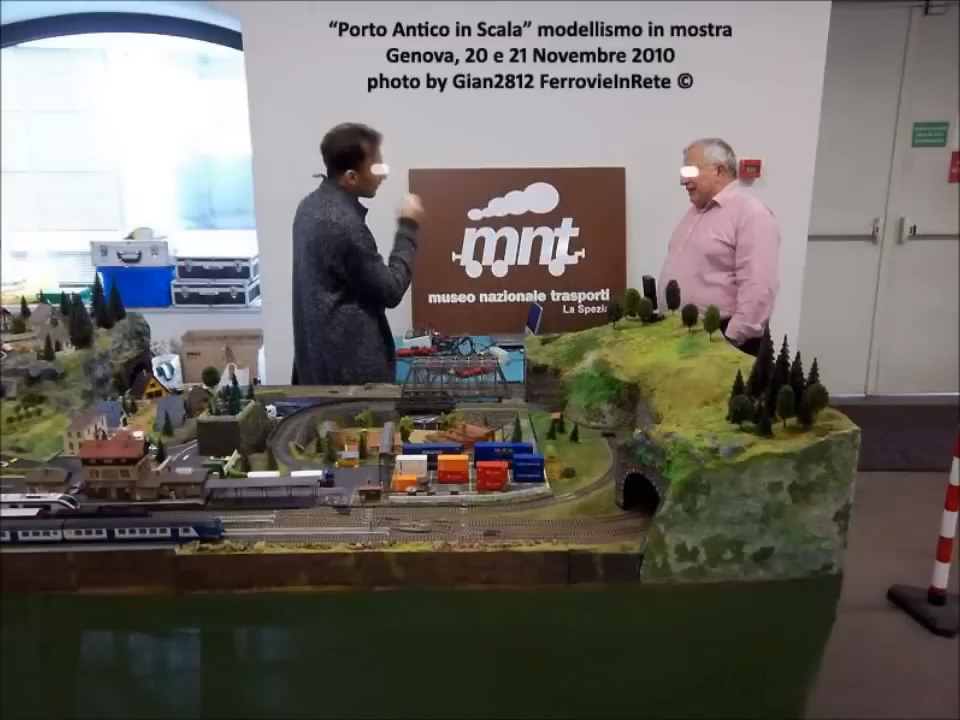 “Porto Antico in Scala” modellismo in mostra
Genova, 20 e 21 Novembre 2010
photo by Gian2812 FerrovieInRete ©
mnt
museo nazionale trasporti
La Spezia